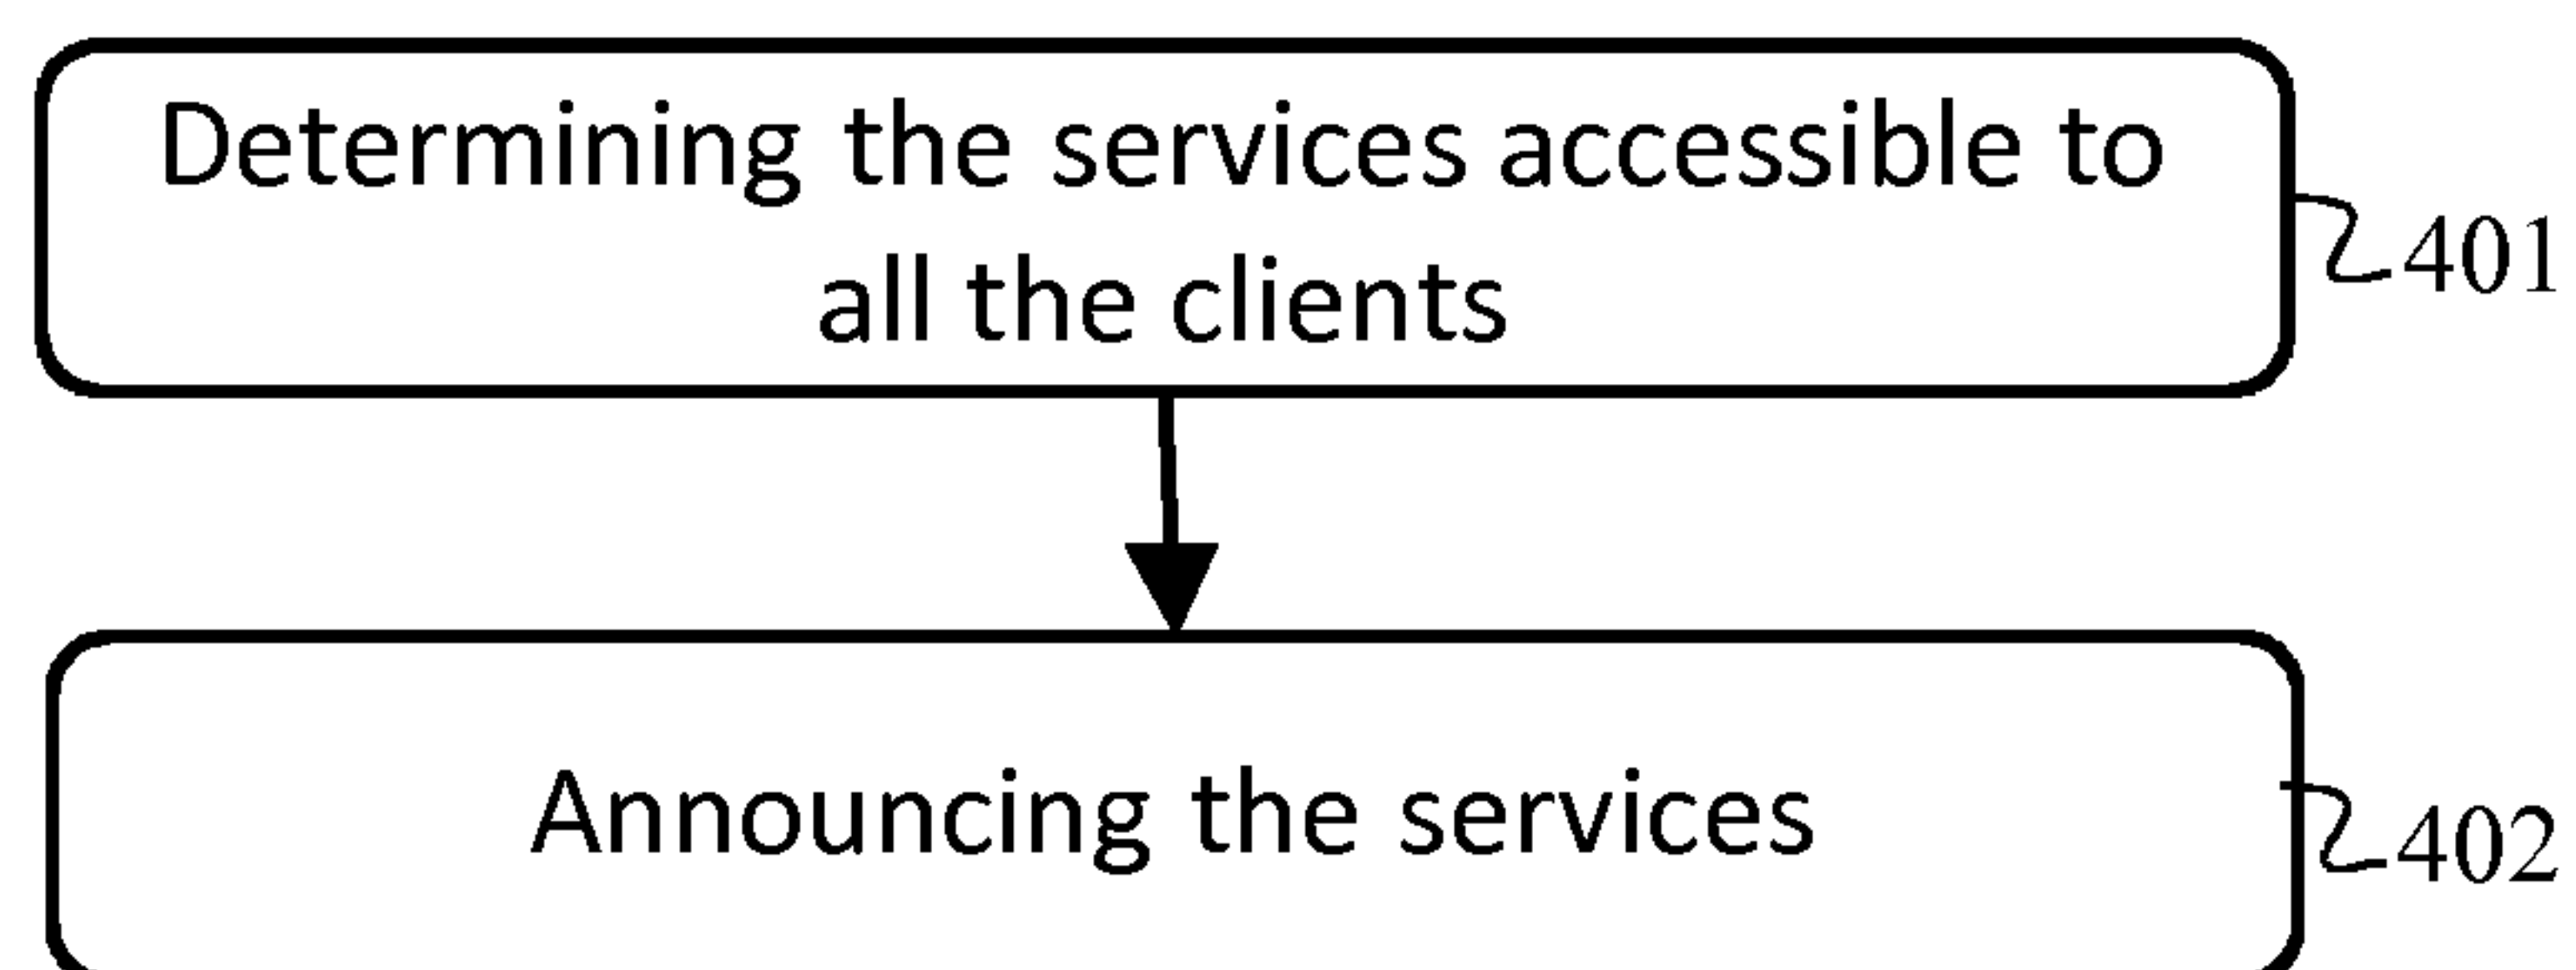 Determining the services accessible to
all the clients
401
Announcing the services
402